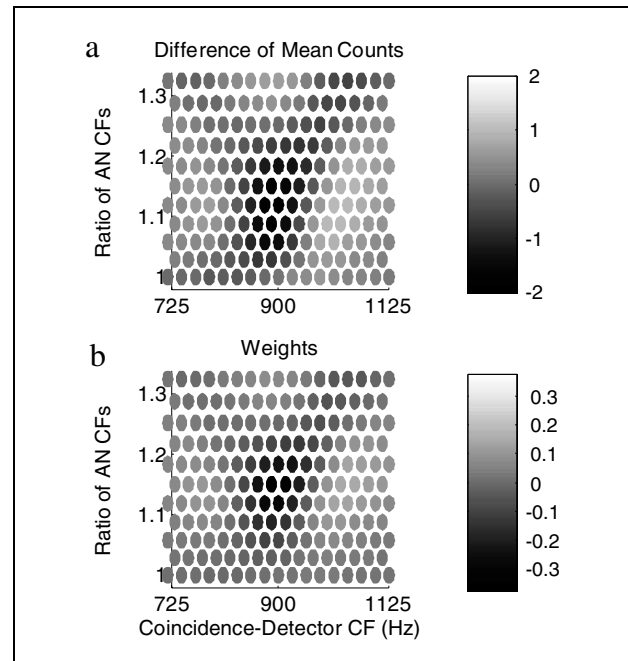 a
Difference of Mean Counts
Ratio of AN CFs
1.3
1.2
1.1
1
725 900 1125
2
1
0
-1
-2
b
Weights
Ratio of AN CFs
1.3
1.2
1.1
1
725 900 1125
Coincidence-Detector CF (Hz)
0.3
0.2
0.1
0
-0.1
-0.2
-0.3